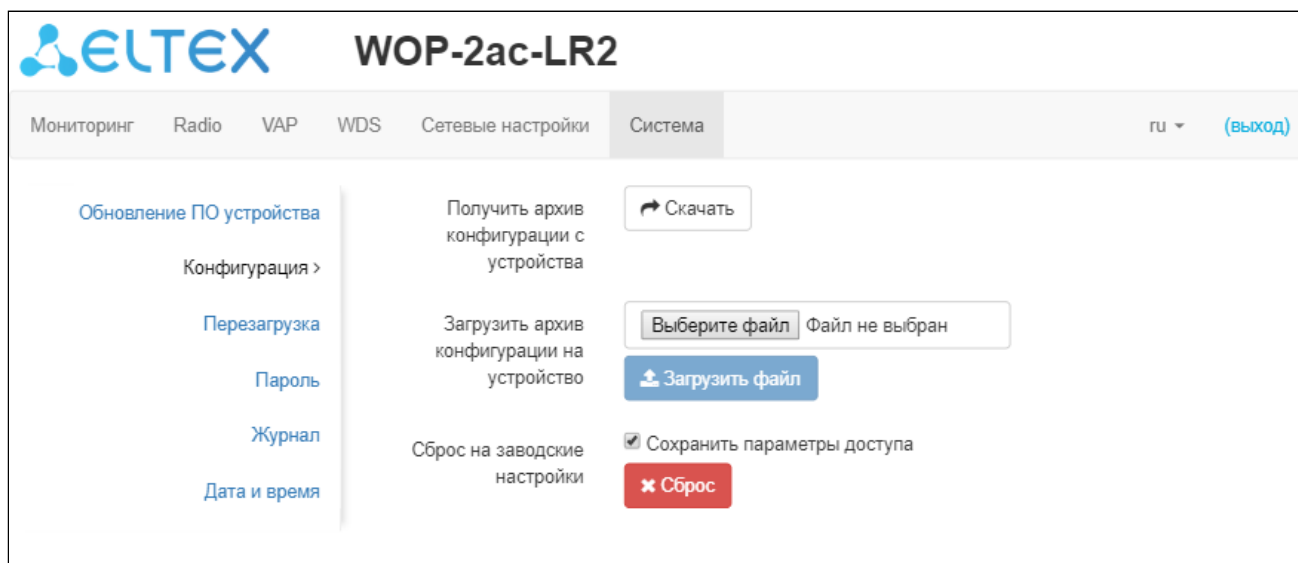 ELTEX WOP-2ac-LR2
Мониторинг Radio VAP WDS Сетевые настройки Система ru (выход)
Обновление ПО устройства
Конфигурация >
Перезагрузка
Пароль
Журнал
Дата и время
Получить архив
конфигурации с
устройства
Скачать
Загрузить архив
конфигурации на
устройство
Выберите файл Файл не выбран
Загрузить файл
Сброс на заводские
настройки
Сохранить параметры доступа
Сброс